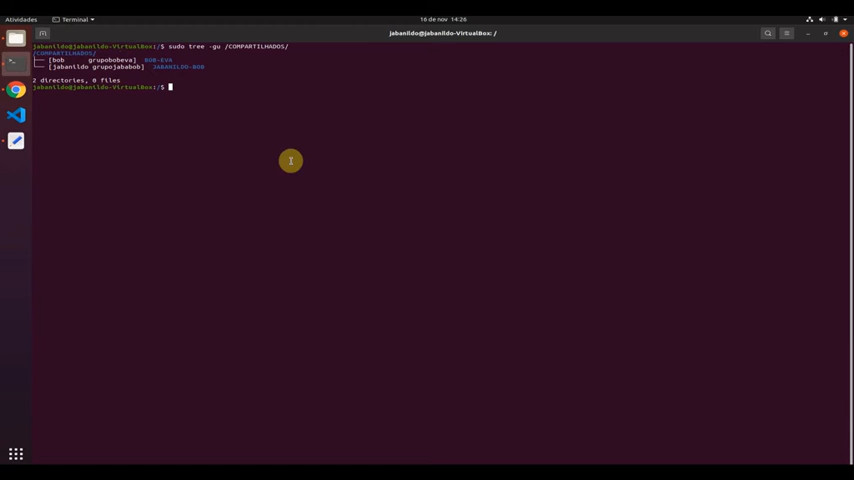 Atividades
Terminal
16 de nov 14:26
jabanildo@jabanildo-VirtualBox: /
jabanildo@jabanildo-VirtualBox:/$ sudo tree -gu /COMPARTILHADOS/
/COMPARTILHADOS/
├── [bob      grupobobeva]  BOB-EVA
└── [jabanildo grupojababob]  JABANILDO-BOB
2 directories, 0 files
jabanildo@jabanildo-VirtualBox:/$